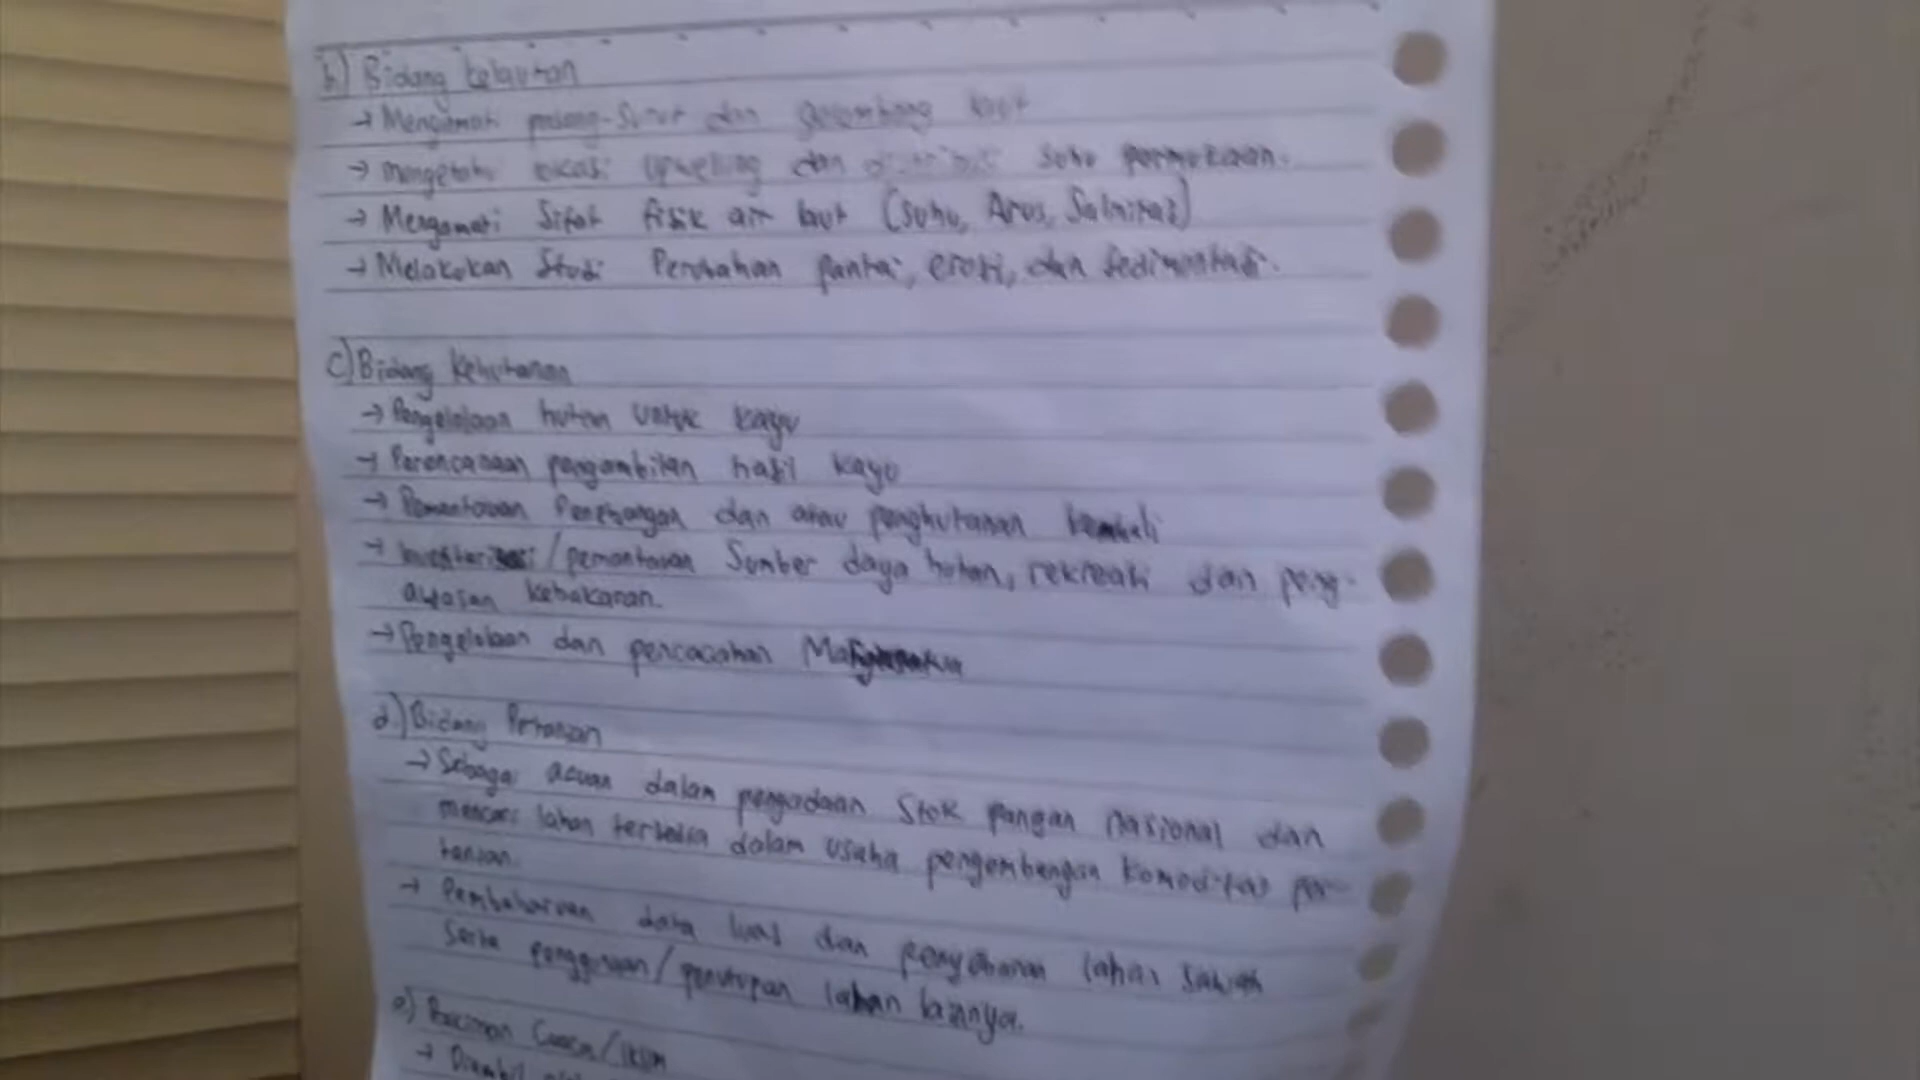 b) Bidang kelautan
→ Mengamati pasang-surut dan gelombang laut
→ mengetahui lokasi upwelling dan distribusi suhu permukaan.
→ Mengamati Sifat fisik air laut (Suhu, Arus, Salinitas)
→ Melakukan Studi Perubahan pantai, erosi, dan Sedimentasi.
c) Bidang Kehutanan
→ Pengelolaan hutan untuk kayu
→ Perencanaan pengambilan hasil kayu
→ Pemantauan Penebangan dan atau penghutanan kembali
→ Inventarisasi/pemantauan Sumber daya hutan, rekreasi dan peng-
awasan kebakaran.
→ Pengelolaan dan pencacahan
d.) Bidang Pertanian
→ Sebagai acuan dalam pengadaan Stok pangan nasional dan
mencari lahan tersedia dalam usaha pengembangan komoditas per-
tanian.
→ Pembaharuan data luas dan penyebaran lahan sawah
Serta penggunaan/penutupan lahan lainnya.
e) Cuaca/iklim
→